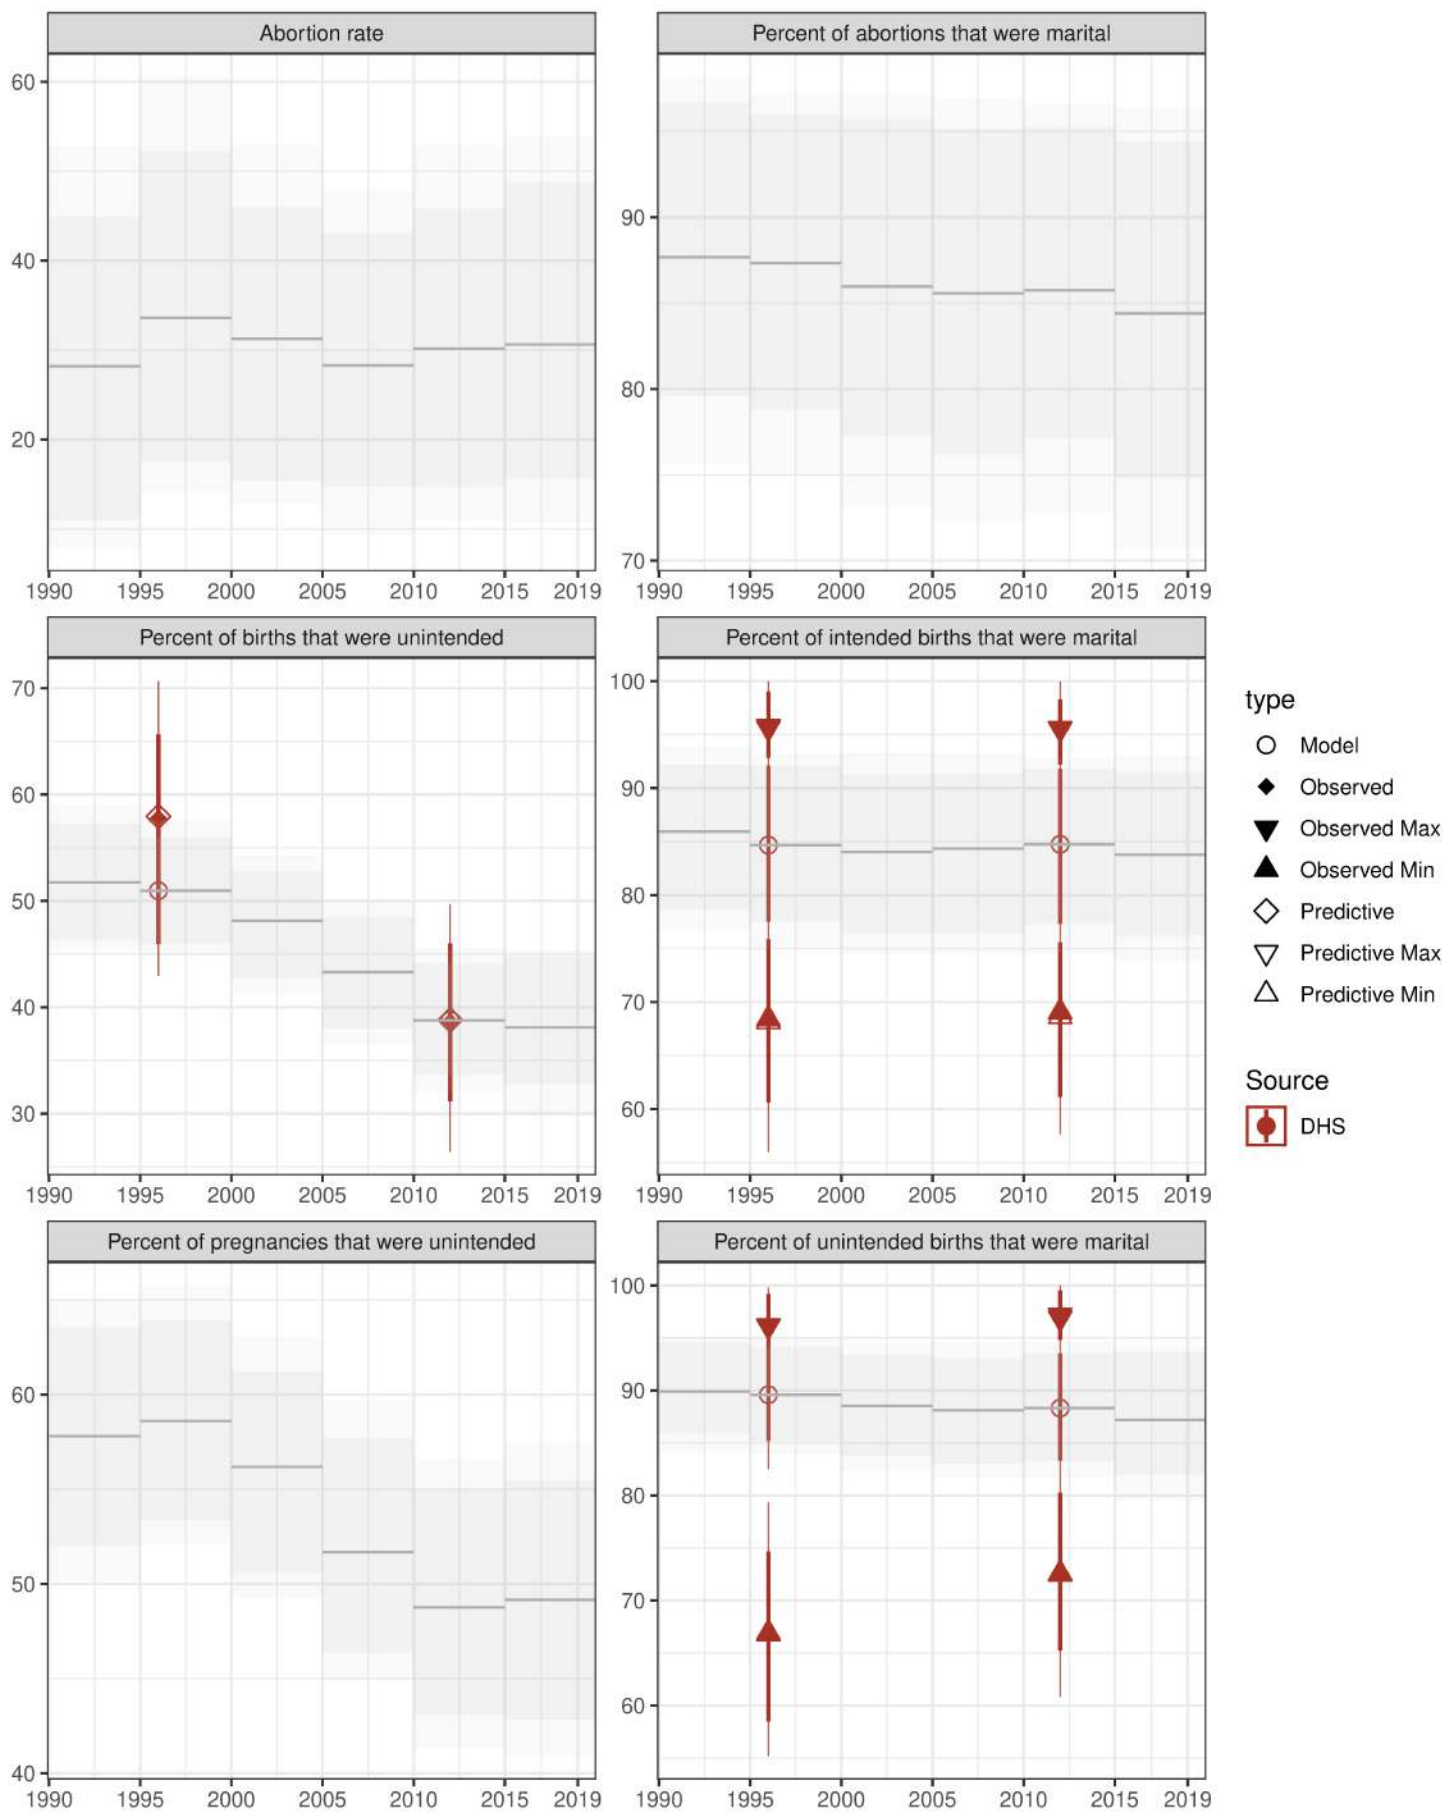 Abortion rate
60
40
20
1990 1995 2000 2005 2010 2015 2019
Percent of abortions that were marital
90
80
70
1990 1995 2000 2005 2010 2015 2019
Percent of births that were unintended
70
60
50
40
30
1990 1995 2000 2005 2010 2015 2019
Percent of intended births that were marital
100
90
80
70
60
1990 1995 2000 2005 2010 2015 2019
Percent of pregnancies that were unintended
60
50
40
1990 1995 2000 2005 2010 2015 2019
Percent of unintended births that were marital
100
90
80
70
60
1990 1995 2000 2005 2010 2015 2019
type
Model
Observed
Observed Max
Observed Min
Predictive
Predictive Max
Predictive Min
Source
DHS